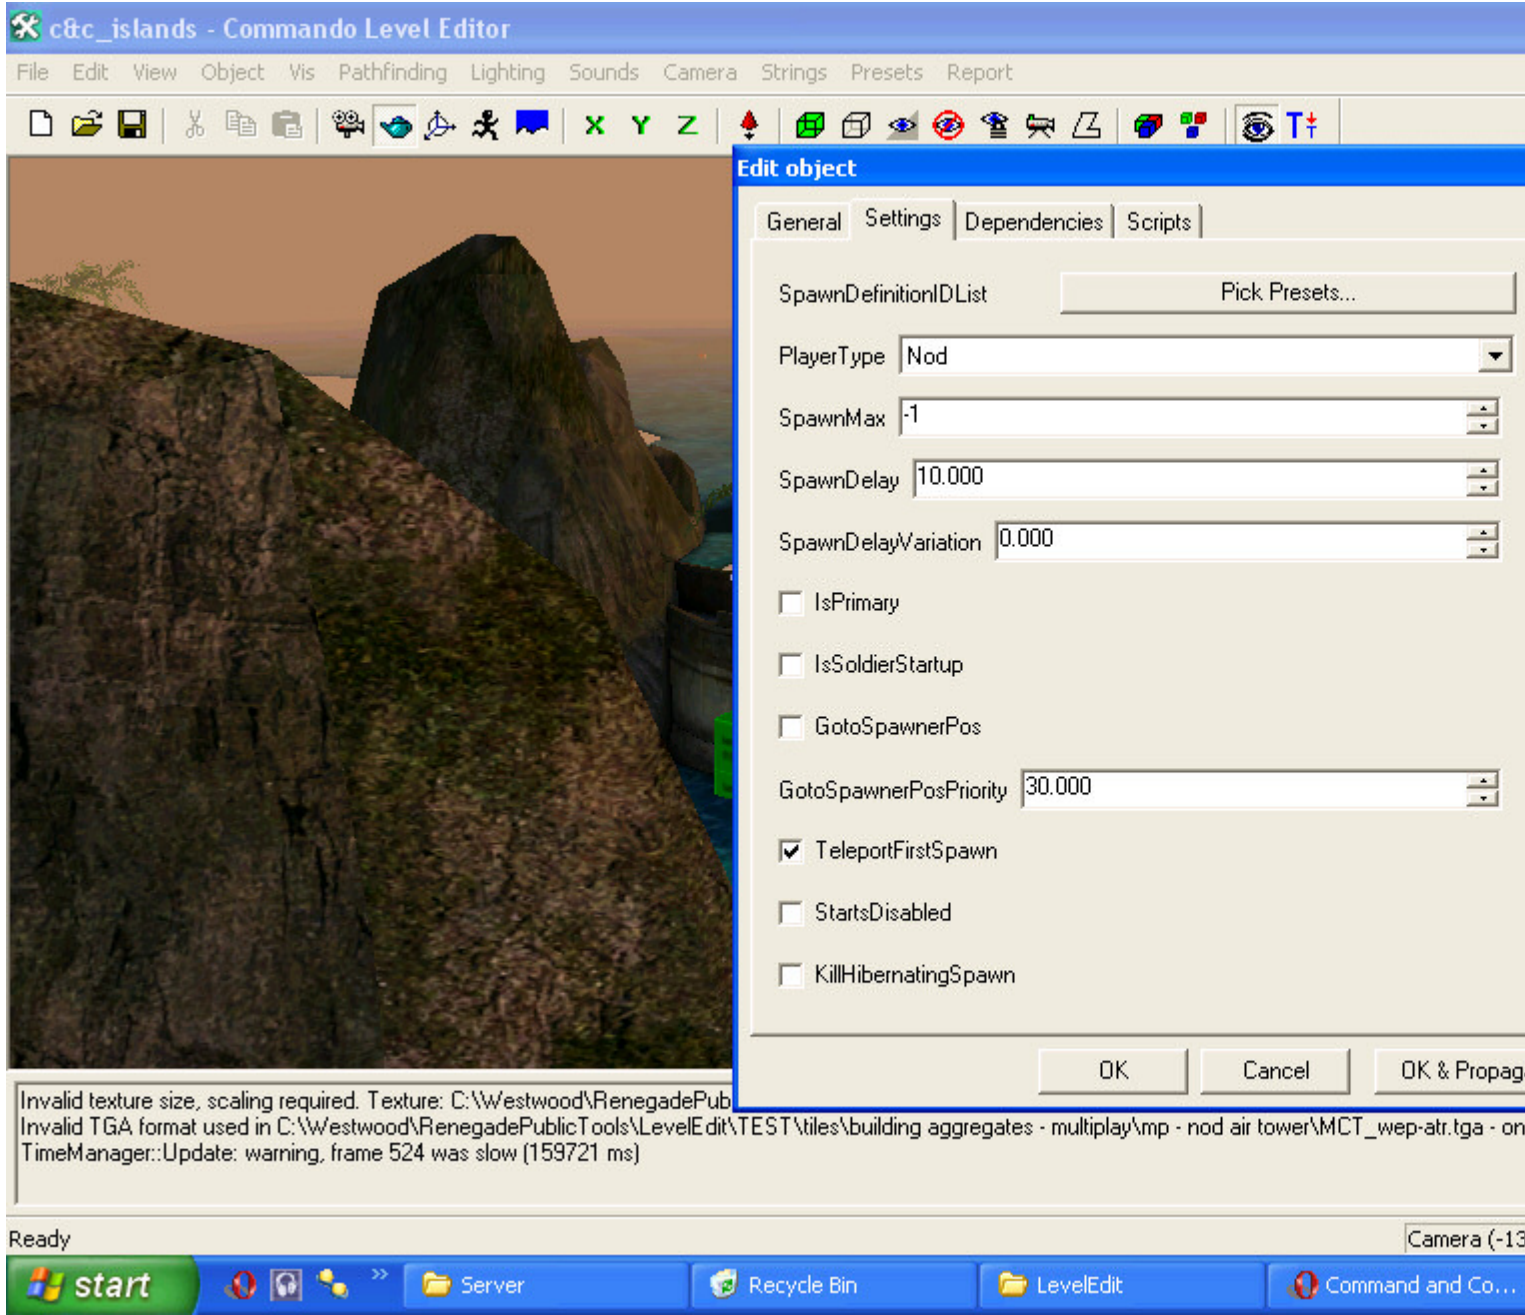 c&c_islands - Commando Level Editor
File Edit View Object Vis Pathfinding Lighting Sounds Camera Strings Presets Report
X Y Z T
Edit object
General Settings Dependencies Scripts
SpawnDefinitionIDList Pick Presets...
PlayerType Nod
SpawnMax -1
SpawnDelay 10.000
SpawnDelayVariation 0.000
IsPrimary
IsSoldierStartup
GotoSpawnerPos
GotoSpawnerPosPriority 30.000
TeleportFirstSpawn
StartsDisabled
KillHibernatingSpawn
OK Cancel OK & Propag
Invalid texture size, scaling required. Texture: C:\Westwood\RenegadePub
Invalid TGA format used in C:\Westwood\RenegadePublicTools\LevelEdit\TEST\tiles\building aggregates - multiplay\mp - nod air tower\MCT_wep-atr.tga - on
TimeManager::Update: warning, frame 524 was slow (159721 ms)
Ready Camera (-13
start » Server Recycle Bin LevelEdit Command and Co...